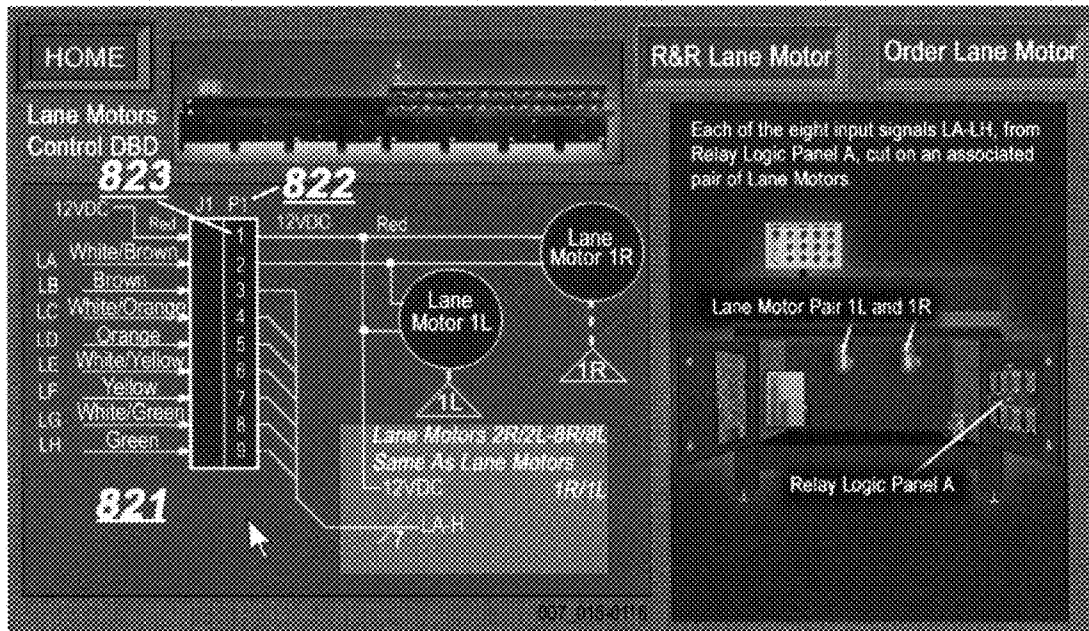 HOME
R&R Lane Motor
Order Lane Motor
Lane Motors
Control DBD
823
822
J1 P1
12VDC
Red
12VDC
Red
1
LA White/Brown
2
LB Brown
3
LC White/Orange
4
LD Orange
5
LE White/Yellow
6
LF Yellow
7
LG White/Green
8
LH Green
9
821
Lane
Motor 1R
Lane
Motor 1L
1R
1L
Lane Motors 2R/2L-8R/8L
Same As Lane Motors
12VDC
1R/1L
LA-H
7
Each of the eight input signals LA-LH, from
Relay Logic Panel A, cut on an associated
pair of Lane Motors
Lane Motor Pair 1L and 1R
Relay Logic Panel A